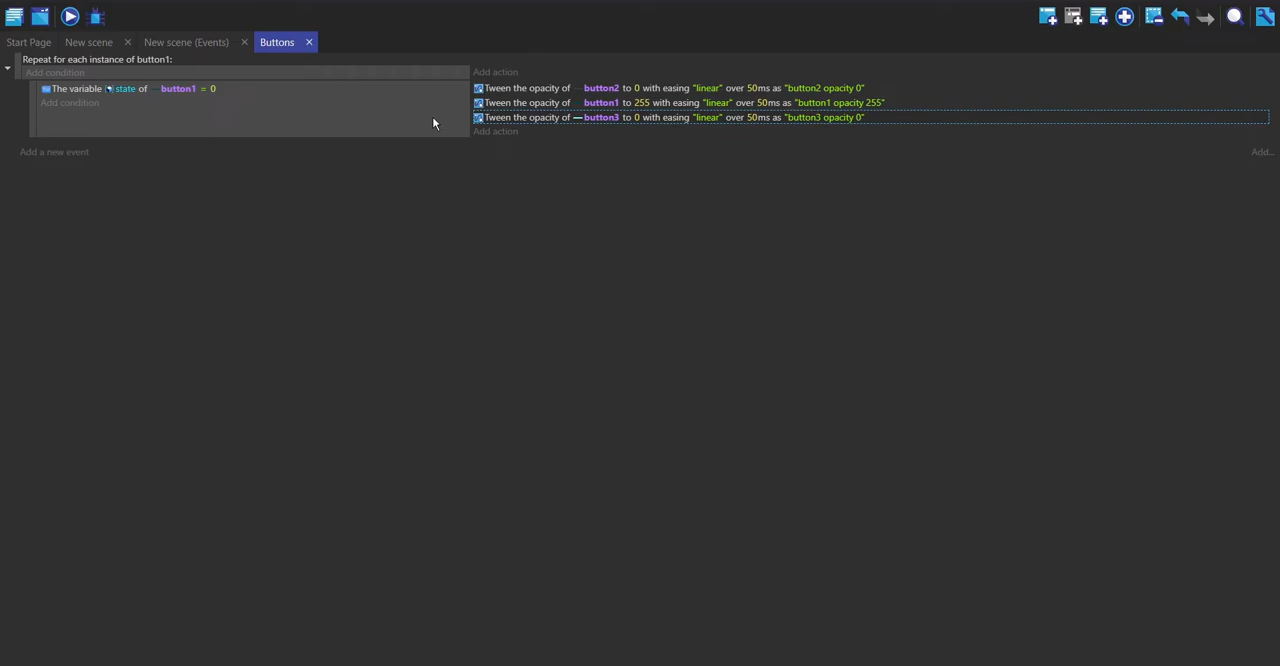 Start Page New scene × New scene (Events) × Buttons ×
Repeat for each instance of button1:
Add condition
Add action
The variable state of button1 = 0
Add condition
Tween the opacity of button2 to 0 with easing "linear" over 50ms as "button2 opacity 0"
Tween the opacity of button1 to 255 with easing "linear" over 50ms as "button1 opacity 255"
Tween the opacity of button3 to 0 with easing "linear" over 50ms as "button3 opacity 0"
Add action
Add a new event
Add...